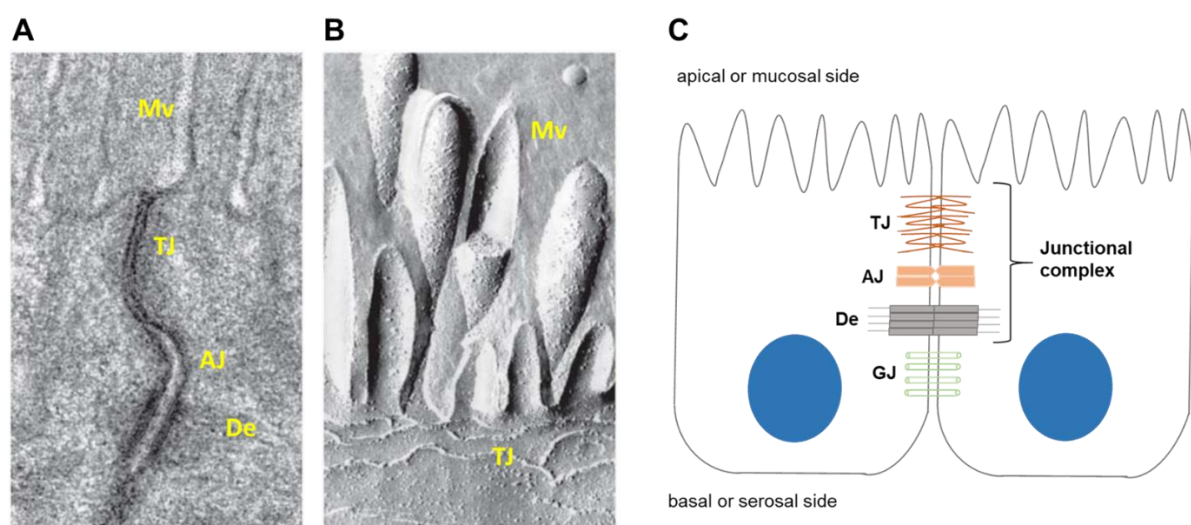 A
Mv
TJ
AJ
De
B
Mv
TJ
C
apical or mucosal side
TJ
AJ
De
GJ
Junctional
complex
basal or serosal side